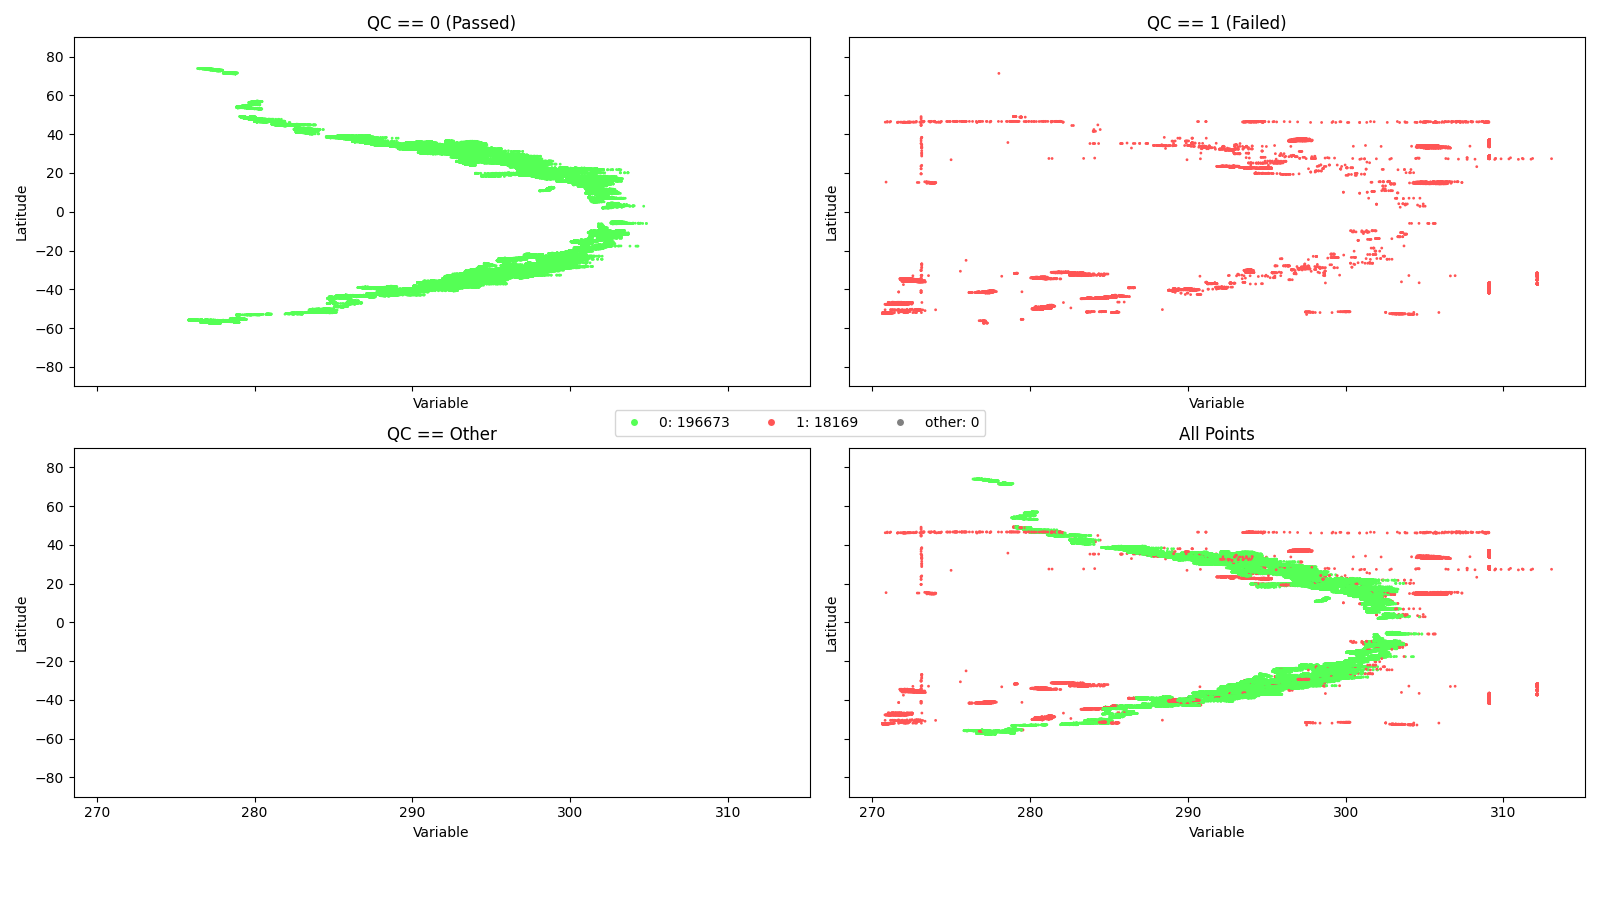 QC == 0 (Passed)
QC == 1 (Failed)
80
60
40
20
0
−20
−40
−60
−80
Latitude
Latitude
Variable
Variable
0: 196673
1: 18169
other: 0
QC == Other
All Points
80
60
40
20
0
−20
−40
−60
−80
Latitude
Latitude
270
280
290
300
310
270
280
290
300
310
Variable
Variable